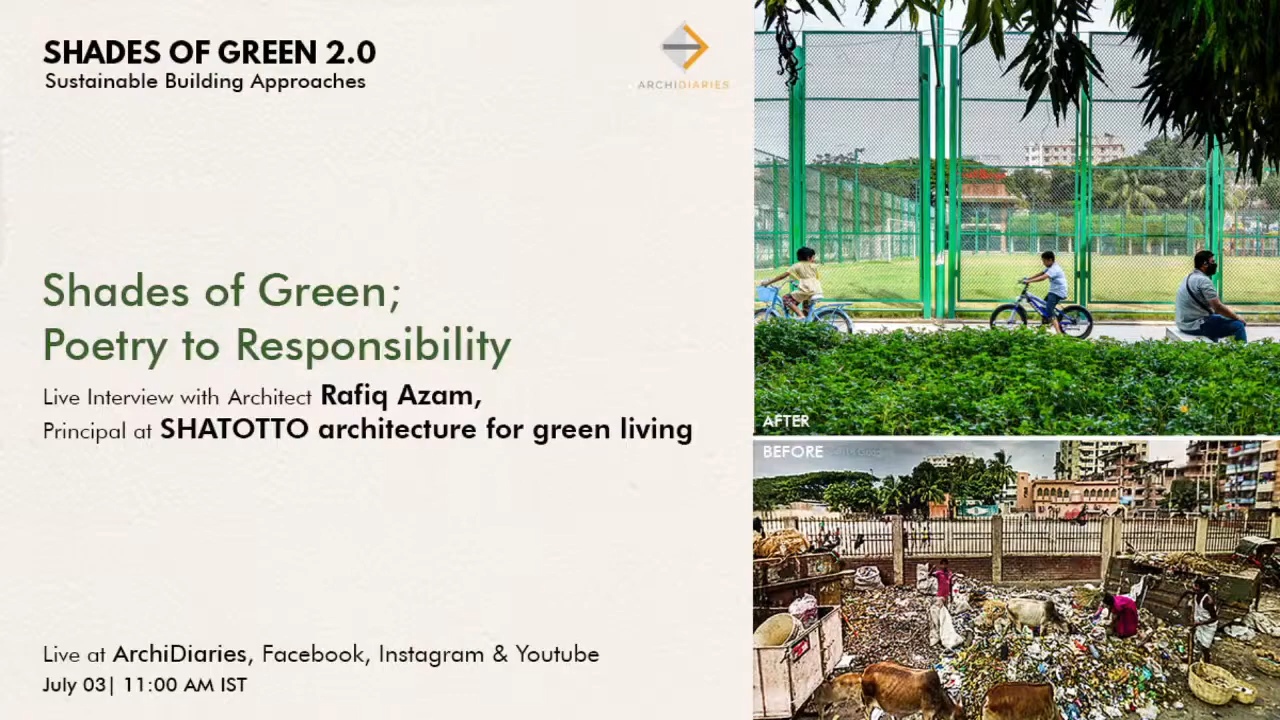 SHADES OF GREEN 2.0
Sustainable Building Approaches
ARCHIDIARIES
Shades of Green;
Poetry to Responsibility
Live Interview with Architect Rafiq Azam,
Principal at SHATOTTO architecture for green living
Live at ArchiDiaries, Facebook, Instagram & Youtube
July 03| 11:00 AM IST
AFTER
BEFORE